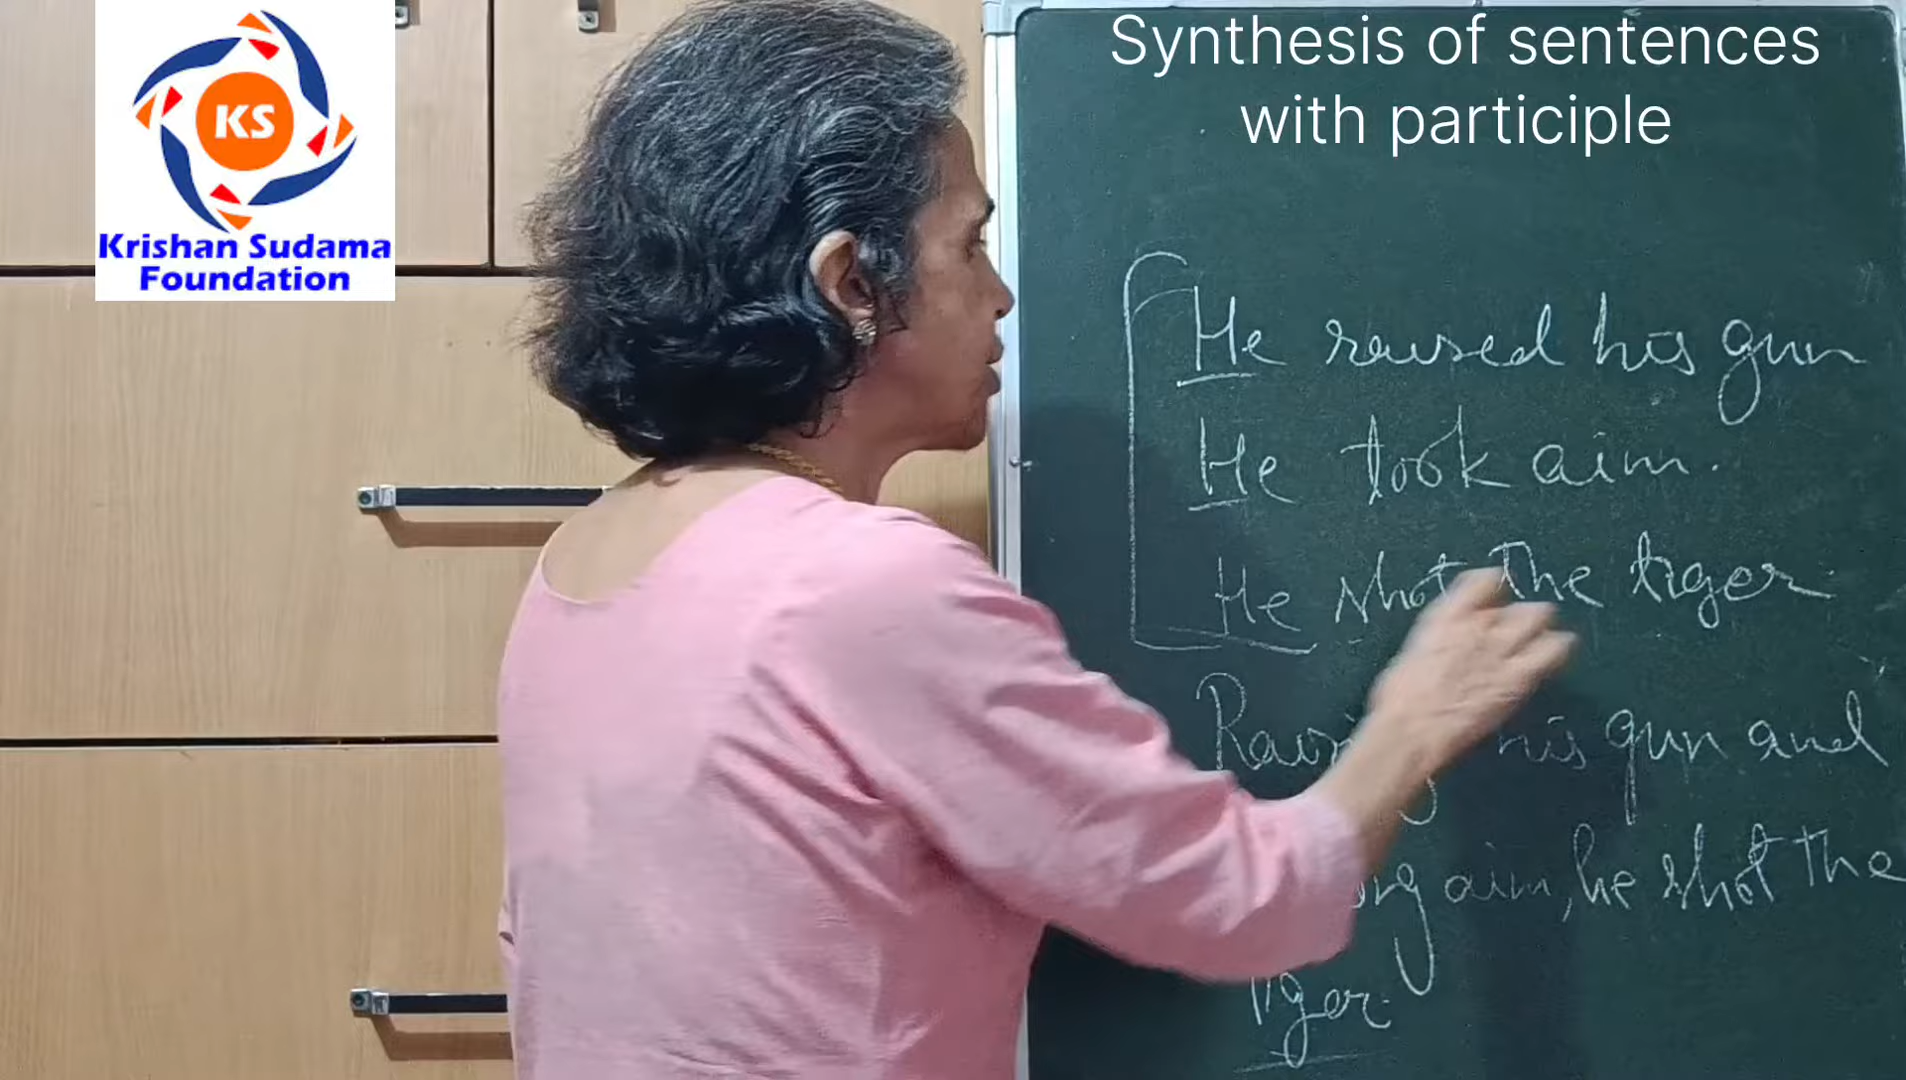 KS
Krishan Sudama
Foundation
Synthesis of sentences
with participle
He raised his gun
He took aim.
He shot the tiger.
his gun and
aim, he shot the
Tiger.